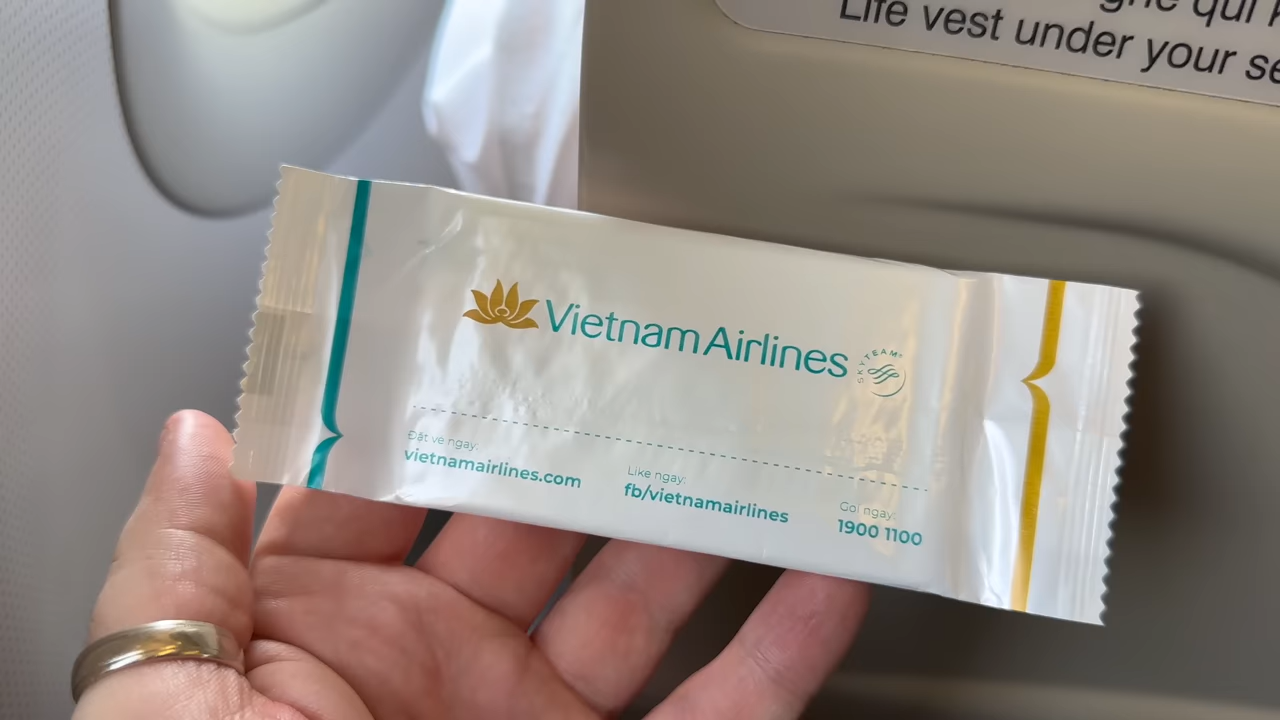 Life vest under your se
Vietnam Airlines
SKYTEAM®
Đặt vé ngay:
vietnamairlines.com
Like ngay:
fb/vietnamairlines
Gọi ngay:
1900 1100